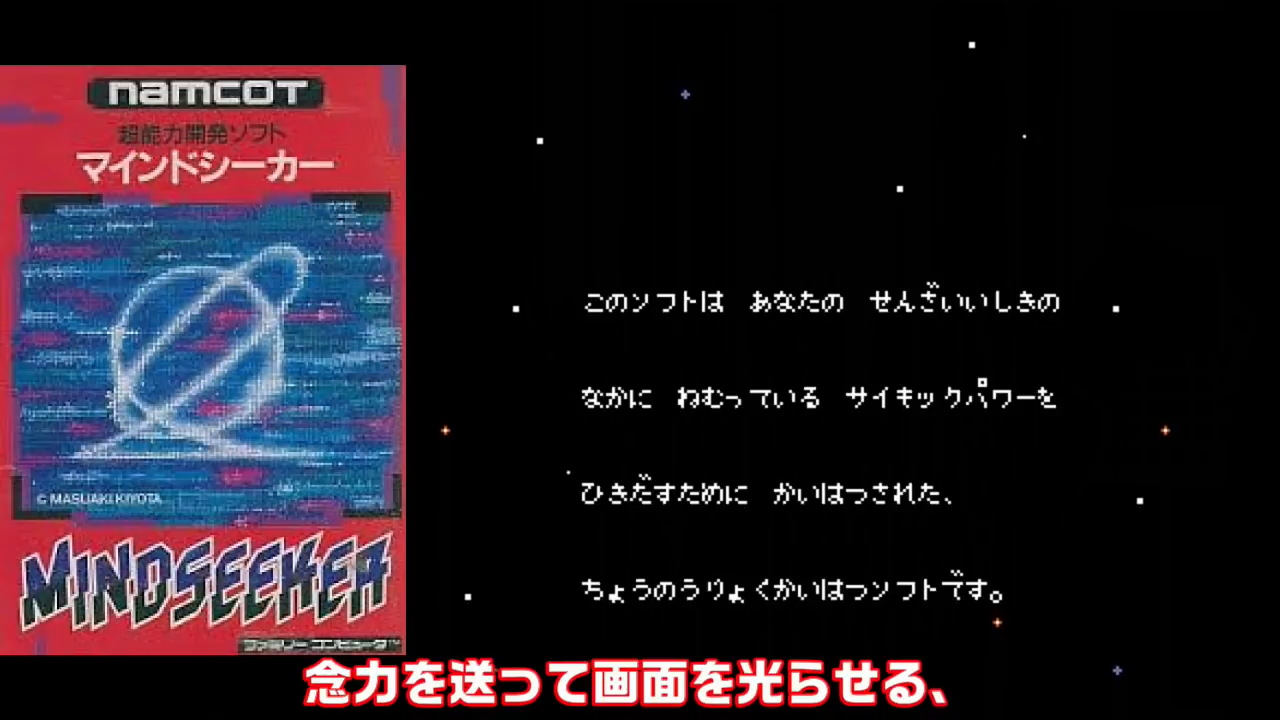 namcot
超能力開発ソフト
マインドシーカー
© MASUAKI KIYOTA
MINDSEEKER
ファミリーコンピュータ™
このソフトは あなたの せんざいいしきの
なかに ねむっている サイキックパワーを
ひきだすために かいはつされた、
ちょうのうりょくかいはつソフトです。
念力を送って画面を光らせる、